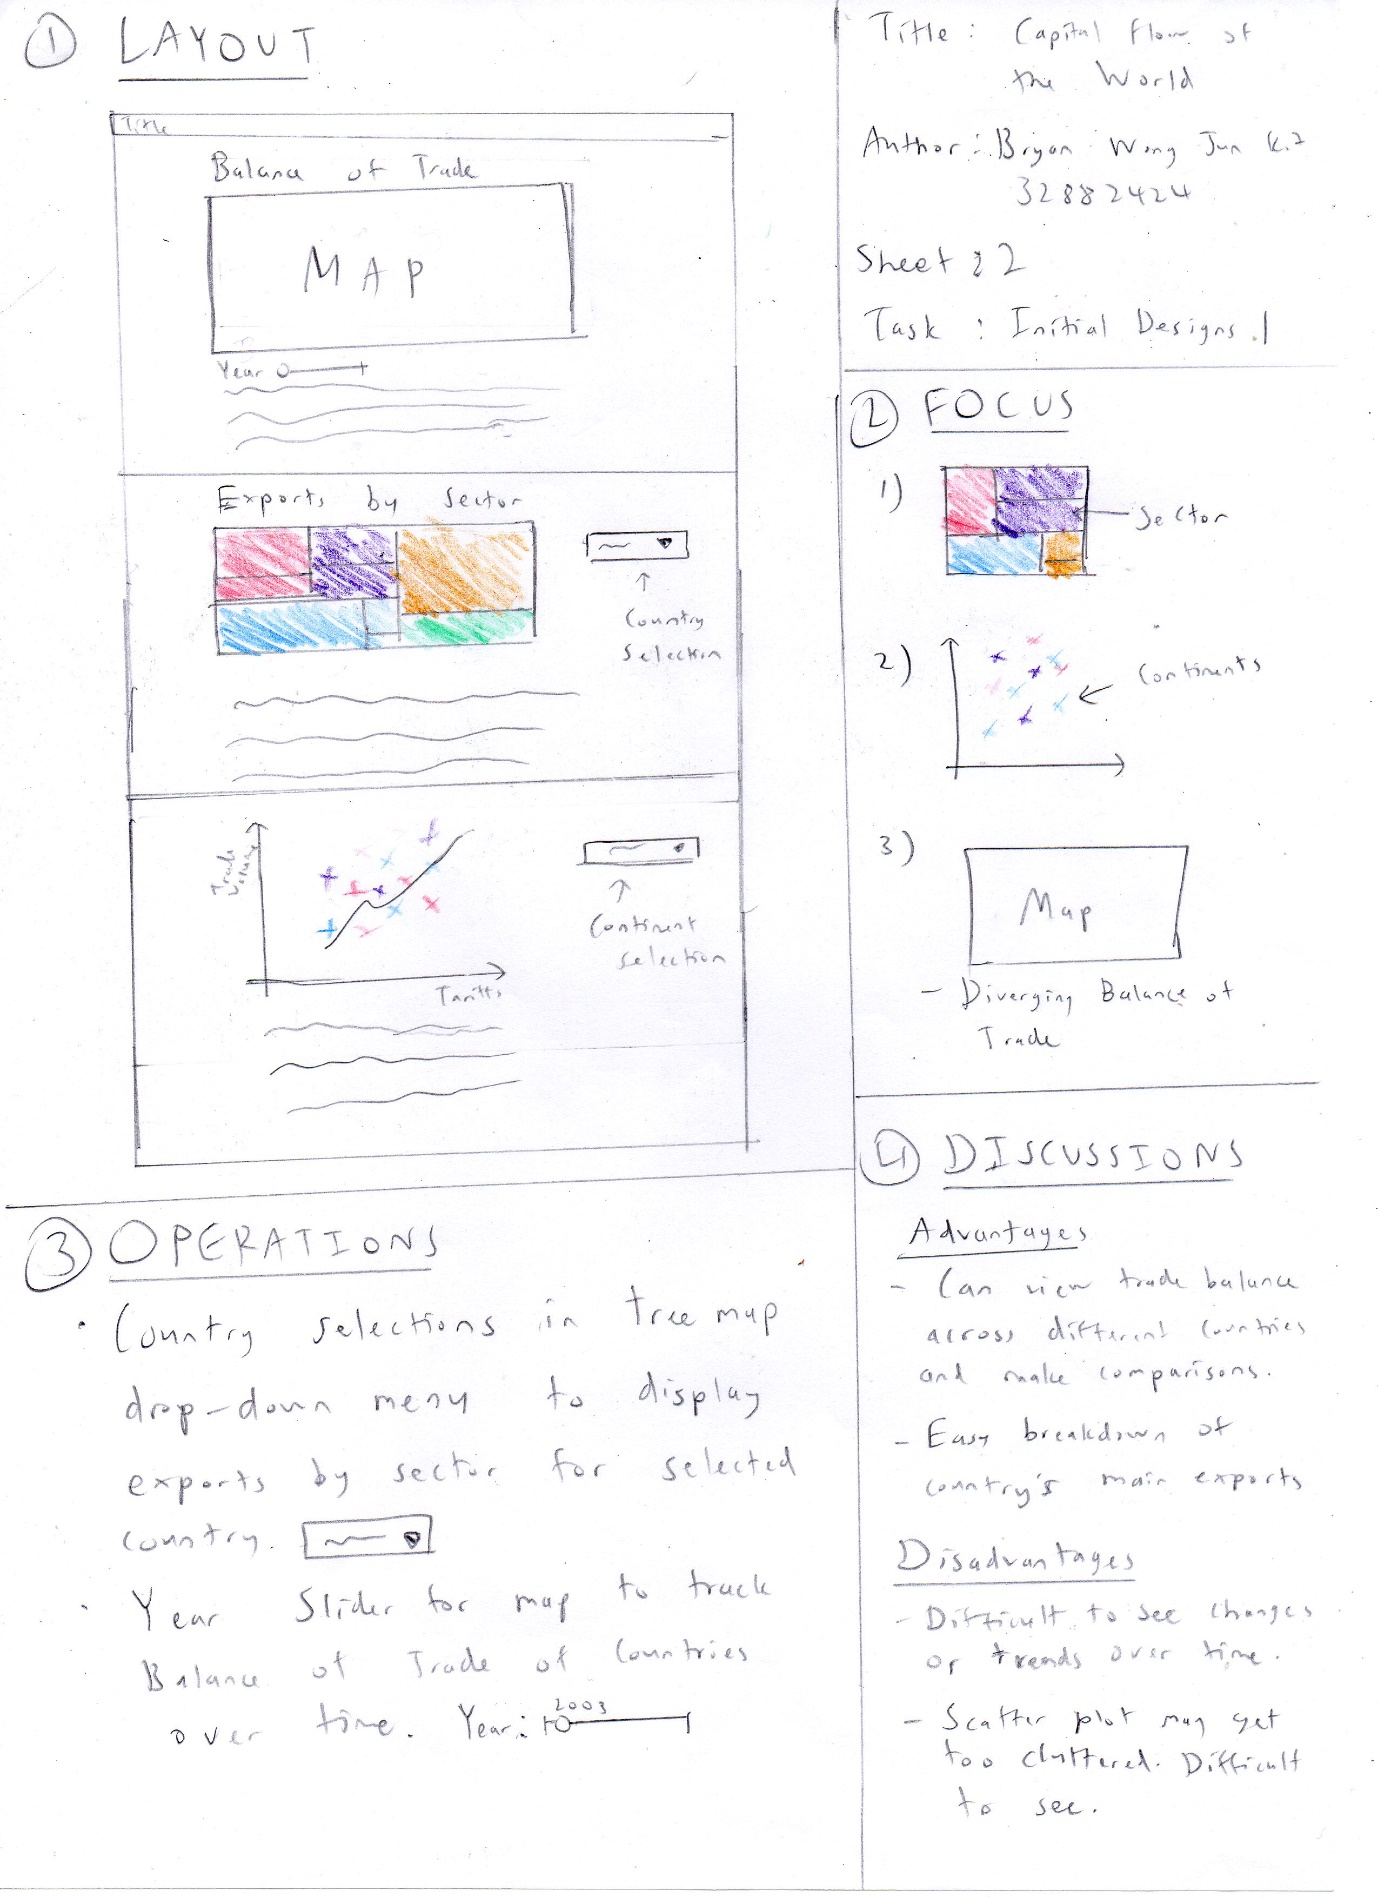 ① LAYOUT
Title
Balance of Trade
MAP
Year
Exports by sector
Country
Selection
Trade
Volume
Tariffs
Continent
selection
Title : Capital Flow of
the World
Author : Bryan Wong Jun Kit
32882424
Sheet : 2
Task : Initial Designs 1
② FOCUS
1)
Sector
2)
Continents
3)
Map
- Diverging Balance of
Trade
③ OPERATIONS
• Country selections in tree map
drop-down menu to display
exports by sector for selected
country.
• Year Slider for map to track
Balance of Trade of Countries
over time. Year:
2003
④ DISCUSSIONS
Advantages
- Can view trade balance
across different countries
and make comparisons.
- Easy breakdown of
country's main exports
Disadvantages
- Difficult to see changes
or trends over time.
- Scatter plot may get
too cluttered. Difficult
to see.